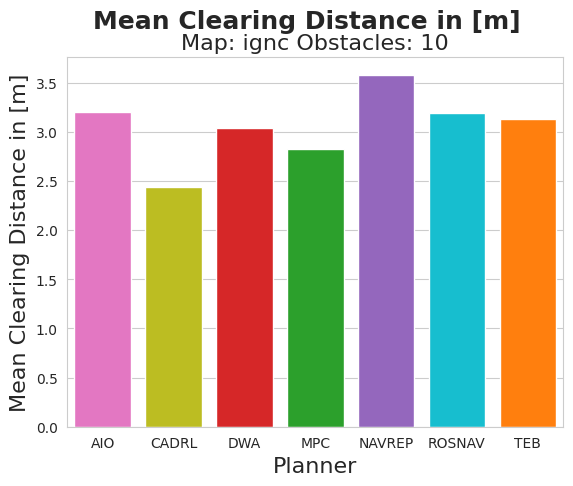 Mean Clearing Distance in [m]
Map: ignc Obstacles: 10
Mean Clearing Distance in [m]
3.5
3.0
2.5
2.0
1.5
1.0
0.5
0.0
AIO CADRL DWA MPC NAVREP ROSNAV TEB
Planner